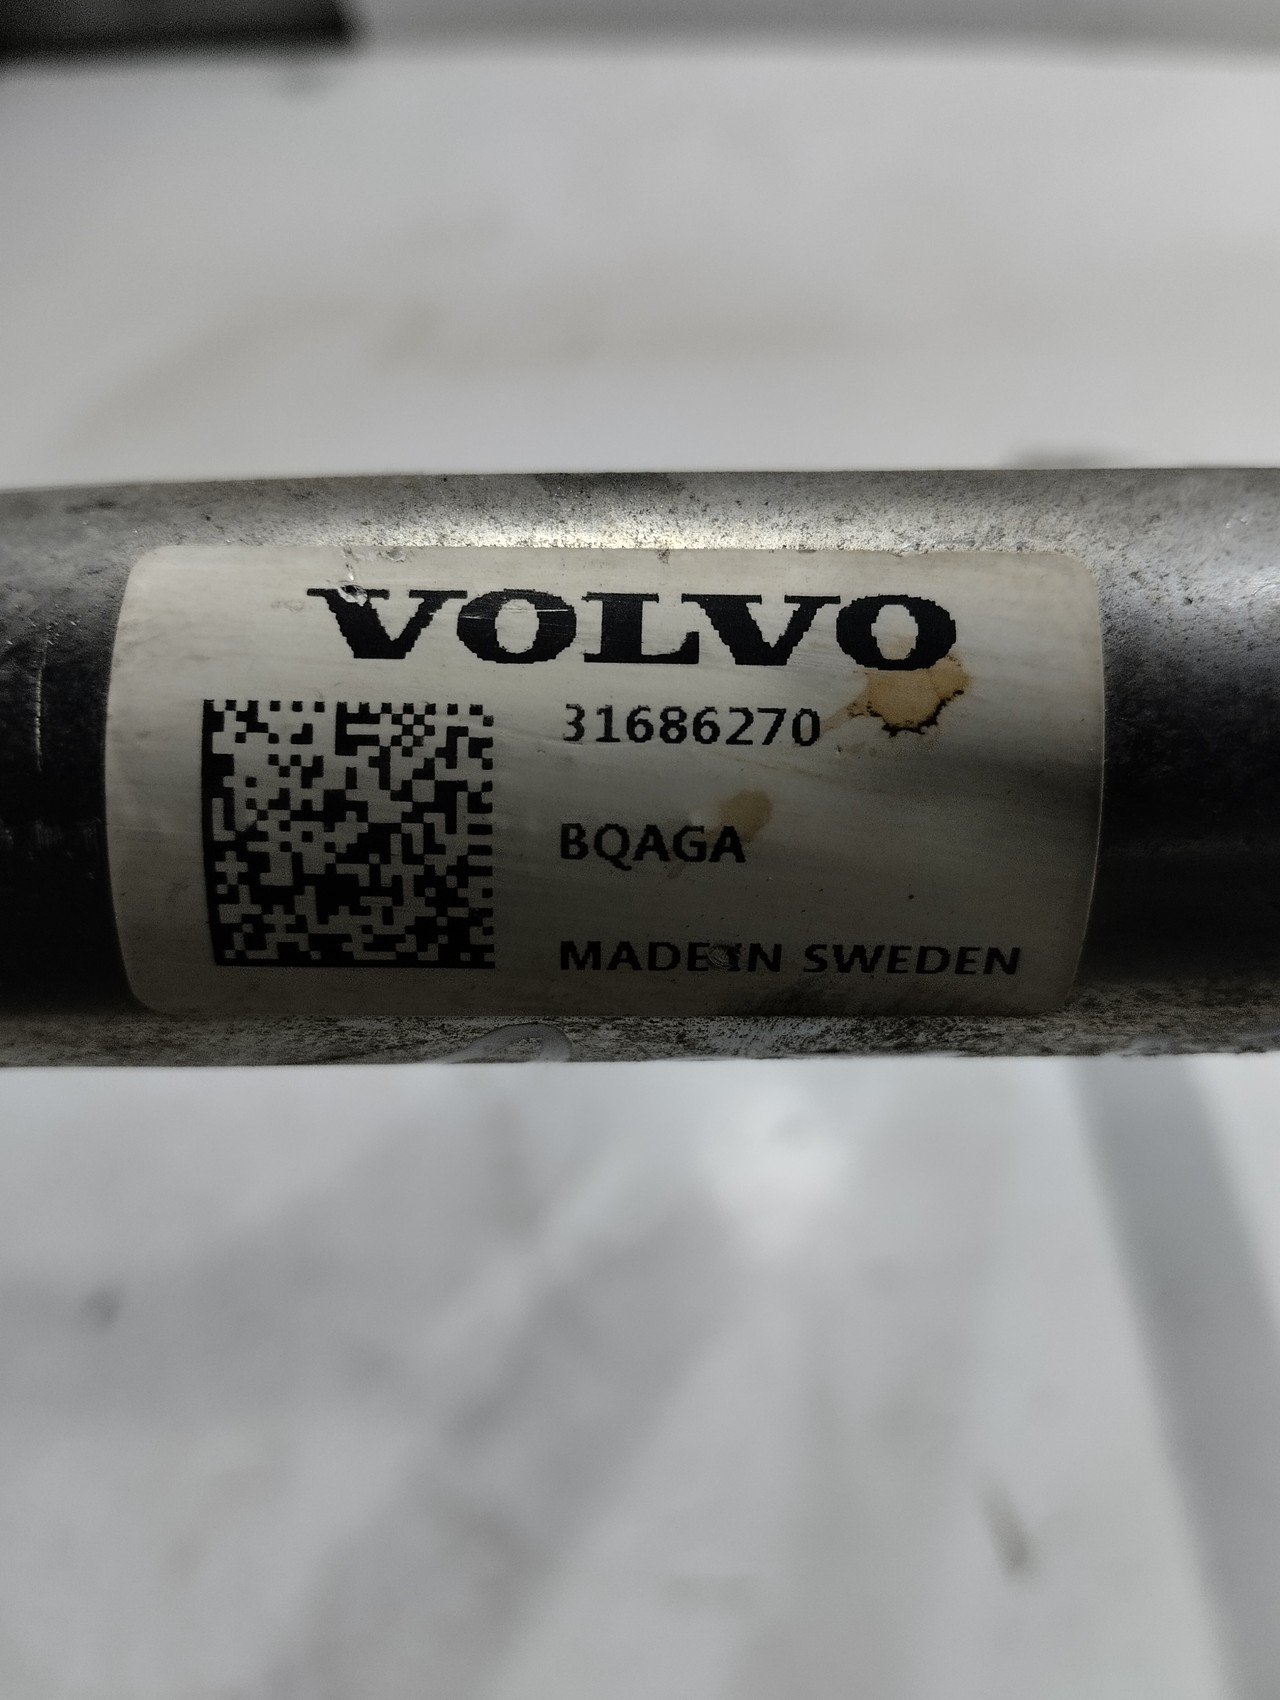 VOLVO
31686270
BQAGA
MADE IN SWEDEN